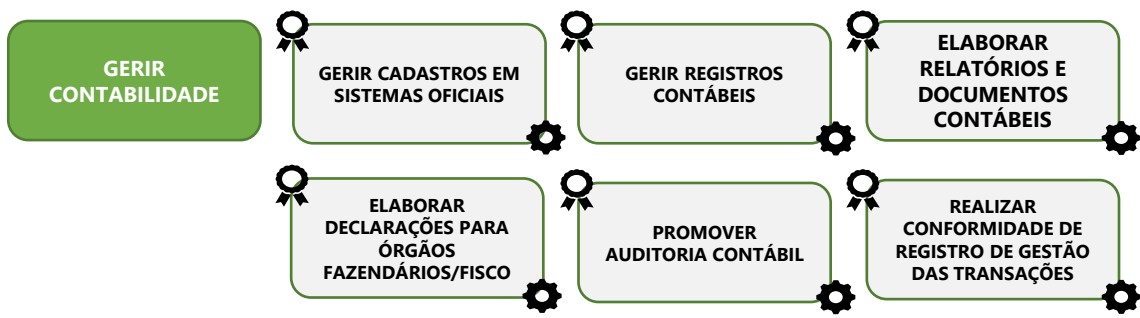 GERIR
CONTABILIDADE
GERIR CADASTROS EM
SISTEMAS OFICIAIS
GERIR REGISTROS
CONTÁBEIS
ELABORAR
RELATÓRIOS E
DOCUMENTOS
CONTÁBEIS
ELABORAR
DECLARAÇÕES PARA
ÓRGÃOS
FAZENDÁRIOS/FISCO
PROMOVER
AUDITORIA CONTÁBIL
REALIZAR
CONFORMIDADE DE
REGISTRO DE GESTÃO
DAS TRANSAÇÕES